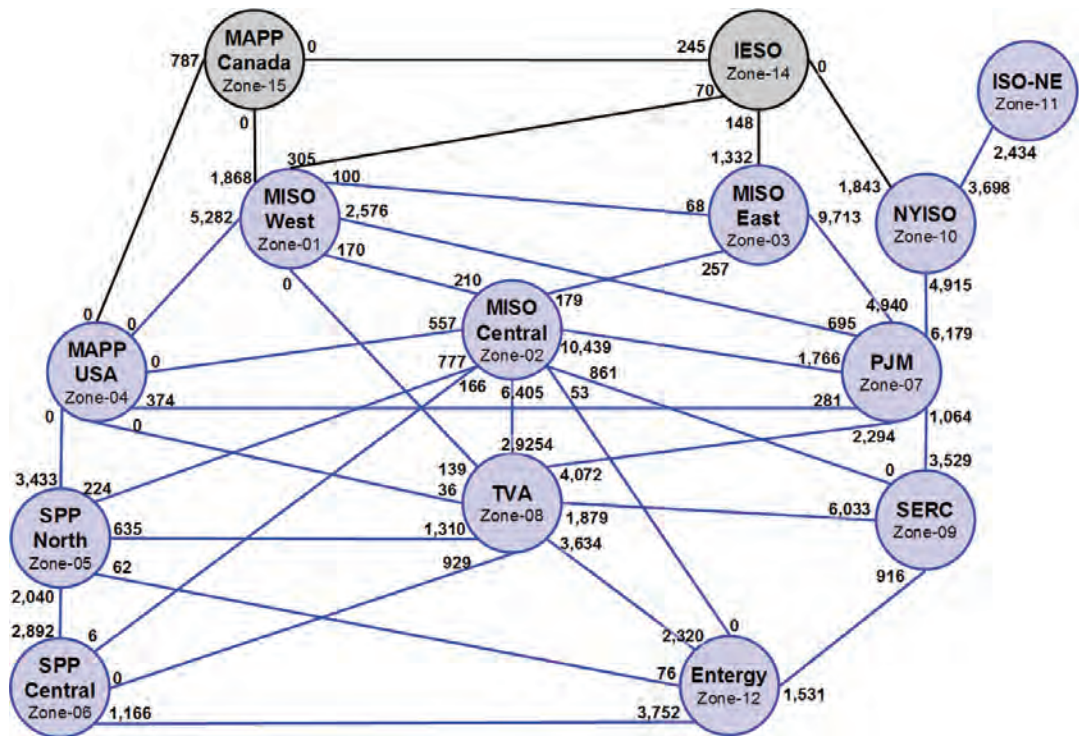 MAPP
Canada
Zone-15
787
0
0
245
IESO
Zone-14
0
70
148
ISO-NE
Zone-11
2,434
305
1,868
100
MISO
West
Zone-01
5,282
2,576
170
0
1,332
68
MISO
East
Zone-03
9,713
257
1,843
3,698
NYISO
Zone-10
4,915
210
179
MISO
Central
Zone-02
557
777
166
6,405
53
861
10,439
0
0
MAPP
USA
Zone-04
0
374
0
0
4,940
695
6,179
1,766
PJM
Zone-07
281
1,064
2,294
3,433
224
SPP
North
Zone-05
635
62
2,040
139
36
2,9254
4,072
TVA
Zone-08
1,310
1,879
929
3,634
0
3,529
6,033
SERC
Zone-09
916
2,892
6
SPP
Central
Zone-06
0
1,166
2,320
0
76
Entergy
Zone-12
1,531
3,752